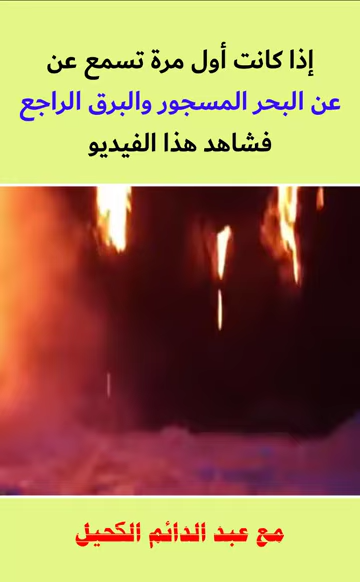 إذا كانت أول مرة تسمع عن
عن البحر المسجور والبرق الراجع
فشاهد هذا الفيديو
مع عبد الدائم الكحيل